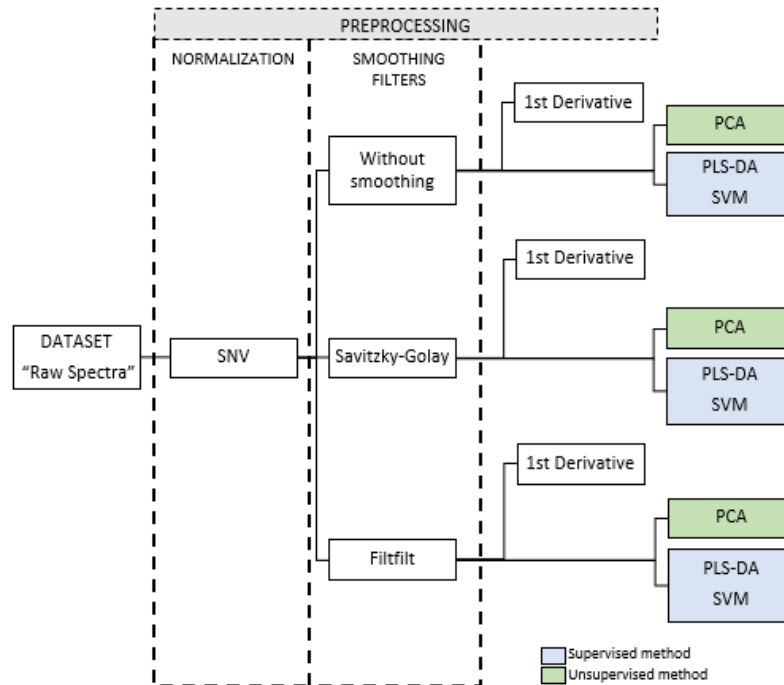 PREPROCESSING
NORMALIZATION
SMOOTHING
FILTERS
1st Derivative
Without
smoothing
PCA
PLS-DA
SVM
1st Derivative
DATASET
“Raw Spectra”
SNV
Savitzky-Golay
PCA
PLS-DA
SVM
1st Derivative
Filtfilt
PCA
PLS-DA
SVM
Supervised method
Unsupervised method